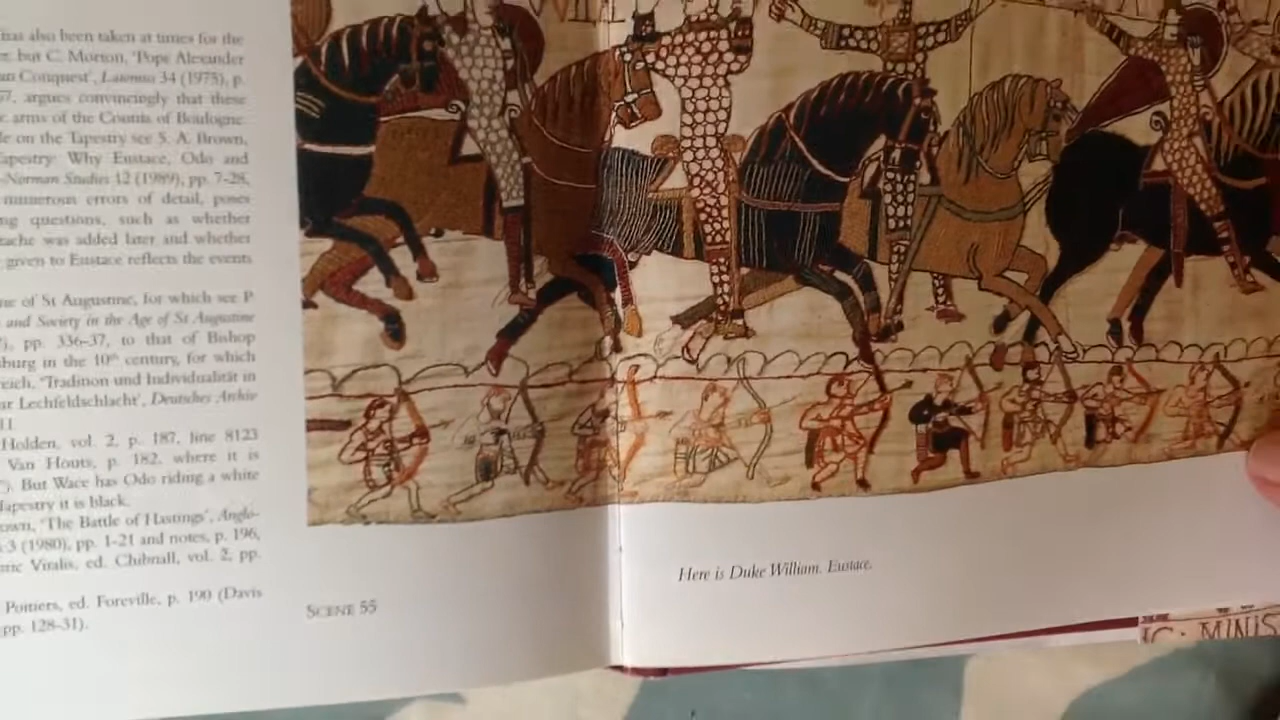 has also been taken at times for the
but C. Morton, 'Pope Alexander
an Conquest', Latomus 34 (1975), p.
argues convincingly that these
arms of the Counts of Boulogne
on the Tapestry see S. A. Brown,
Tapestry: Why Eustace, Odo and
-Norman Studies 12 (1989), pp. 7-28,
numerous errors of detail, poses
ng questions, such as whether
tache was added later and whether
given to Eustace reflects the events
ne of St Augustine, for which see P.
and Society in the Age of St Augustine
), pp. 336-37, to that of Bishop
burg in the 10th century, for which
eich, 'Tradition und Individualität in
ar Lechfeldschlacht', Deutsches Archiv
Holden, vol. 2, p. 187, line 8123
Van Houts, p. 182, where it is
). But Wace has Odo riding a white
Tapestry it is black.
own, 'The Battle of Hastings', Anglo-
3 (1980), pp. 1-21 and notes, p. 196,
ric Vitalis, ed. Chibnall, vol. 2, pp.
Poitiers, ed. Foreville, p. 190 (Davis
pp. 128-31).
SCENE 55
Here is Duke William. Eustace.
MINIS